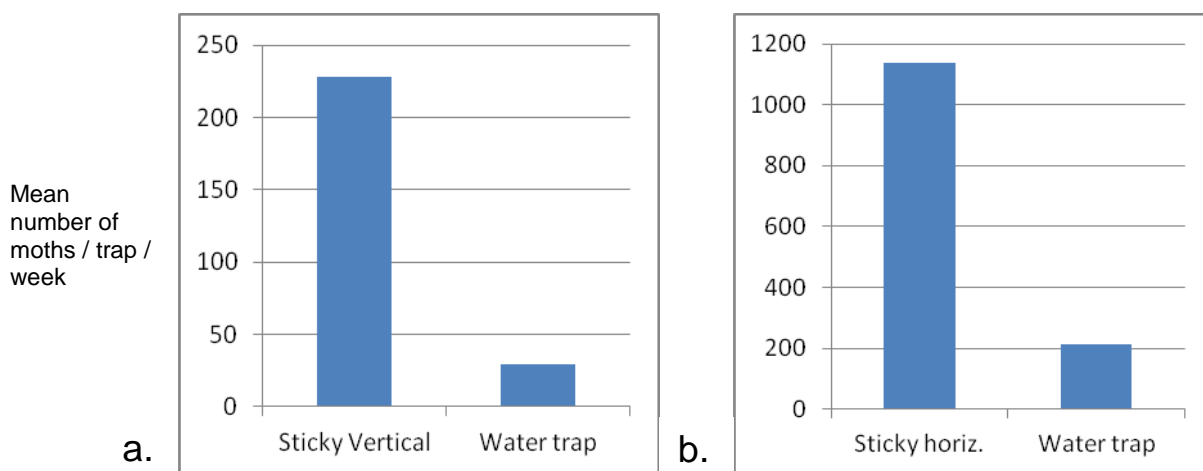 Mean
number of
moths / trap /
week
250
200
150
100
50
0
Sticky Vertical Water trap
a.
1200
1000
800
600
400
200
0
Sticky horiz. Water trap
b.